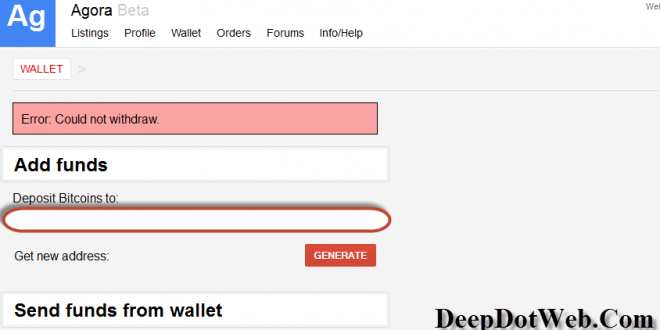 Ag
Agora Beta
Wel
Listings Profile Wallet Orders Forums Info/Help
WALLET >
Error: Could not withdraw.
Add funds
Deposit Bitcoins to:
Get new address: GENERATE
Send funds from wallet
DeepDotWeb.Com